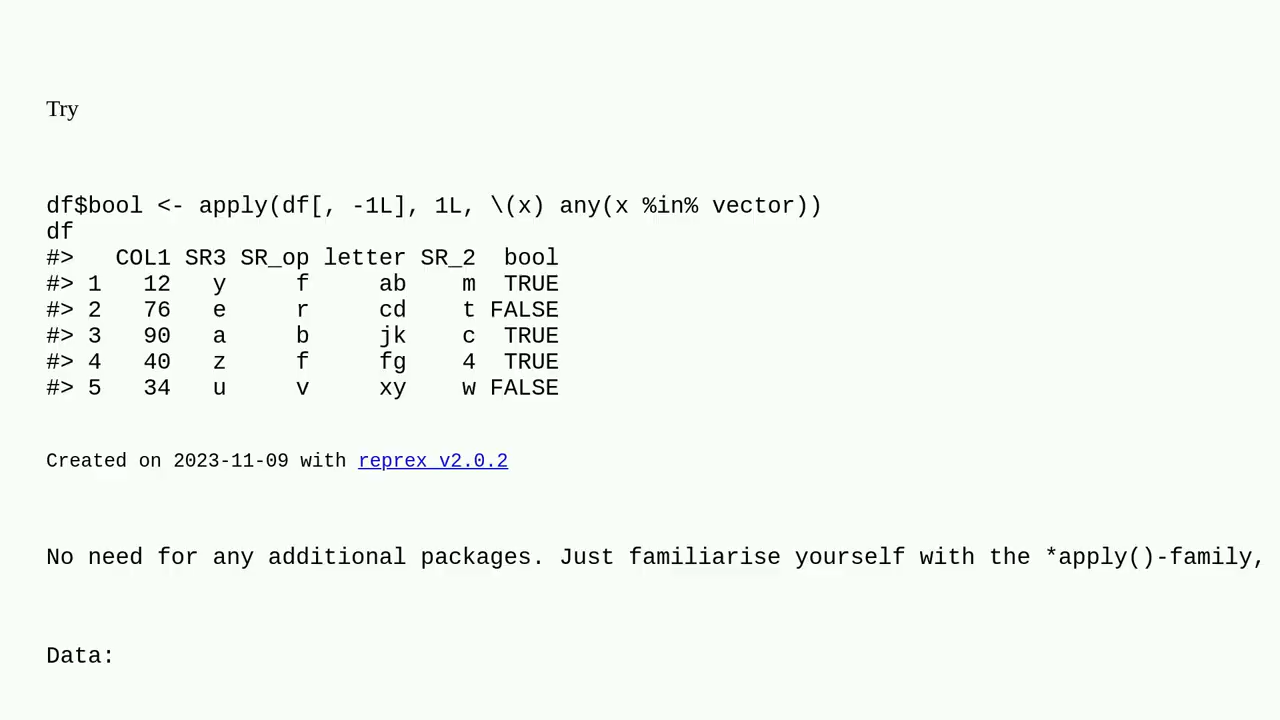 Try
df$bool <- apply(df[, -1L], 1L, \(x) any(x %in% vector))
df
#>   COL1 SR3 SR_op letter SR_2  bool
#> 1   12   y     f     ab    m  TRUE
#> 2   76   e     r     cd    t FALSE
#> 3   90   a     b     jk    c  TRUE
#> 4   40   z     f     fg    4  TRUE
#> 5   34   u     v     xy    w FALSE
Created on 2023-11-09 with reprex v2.0.2
No need for any additional packages. Just familiarise yourself with the *apply()-family,
Data: